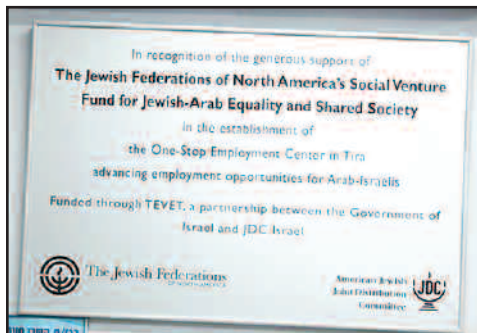 In recognition of the generous support of
The Jewish Federations of North America's Social Venture
Fund for Jewish-Arab Equality and Shared Society
in the establishment of
the One-Stop Employment Center in Tira
advancing employment opportunities for Arab-Israelis
Funded through TEVET, a partnership between the Government of
Israel and JDC Israel
The Jewish Federations
OF NORTH AMERICA
American Jewish
Joint Distribution
Committee
JDC